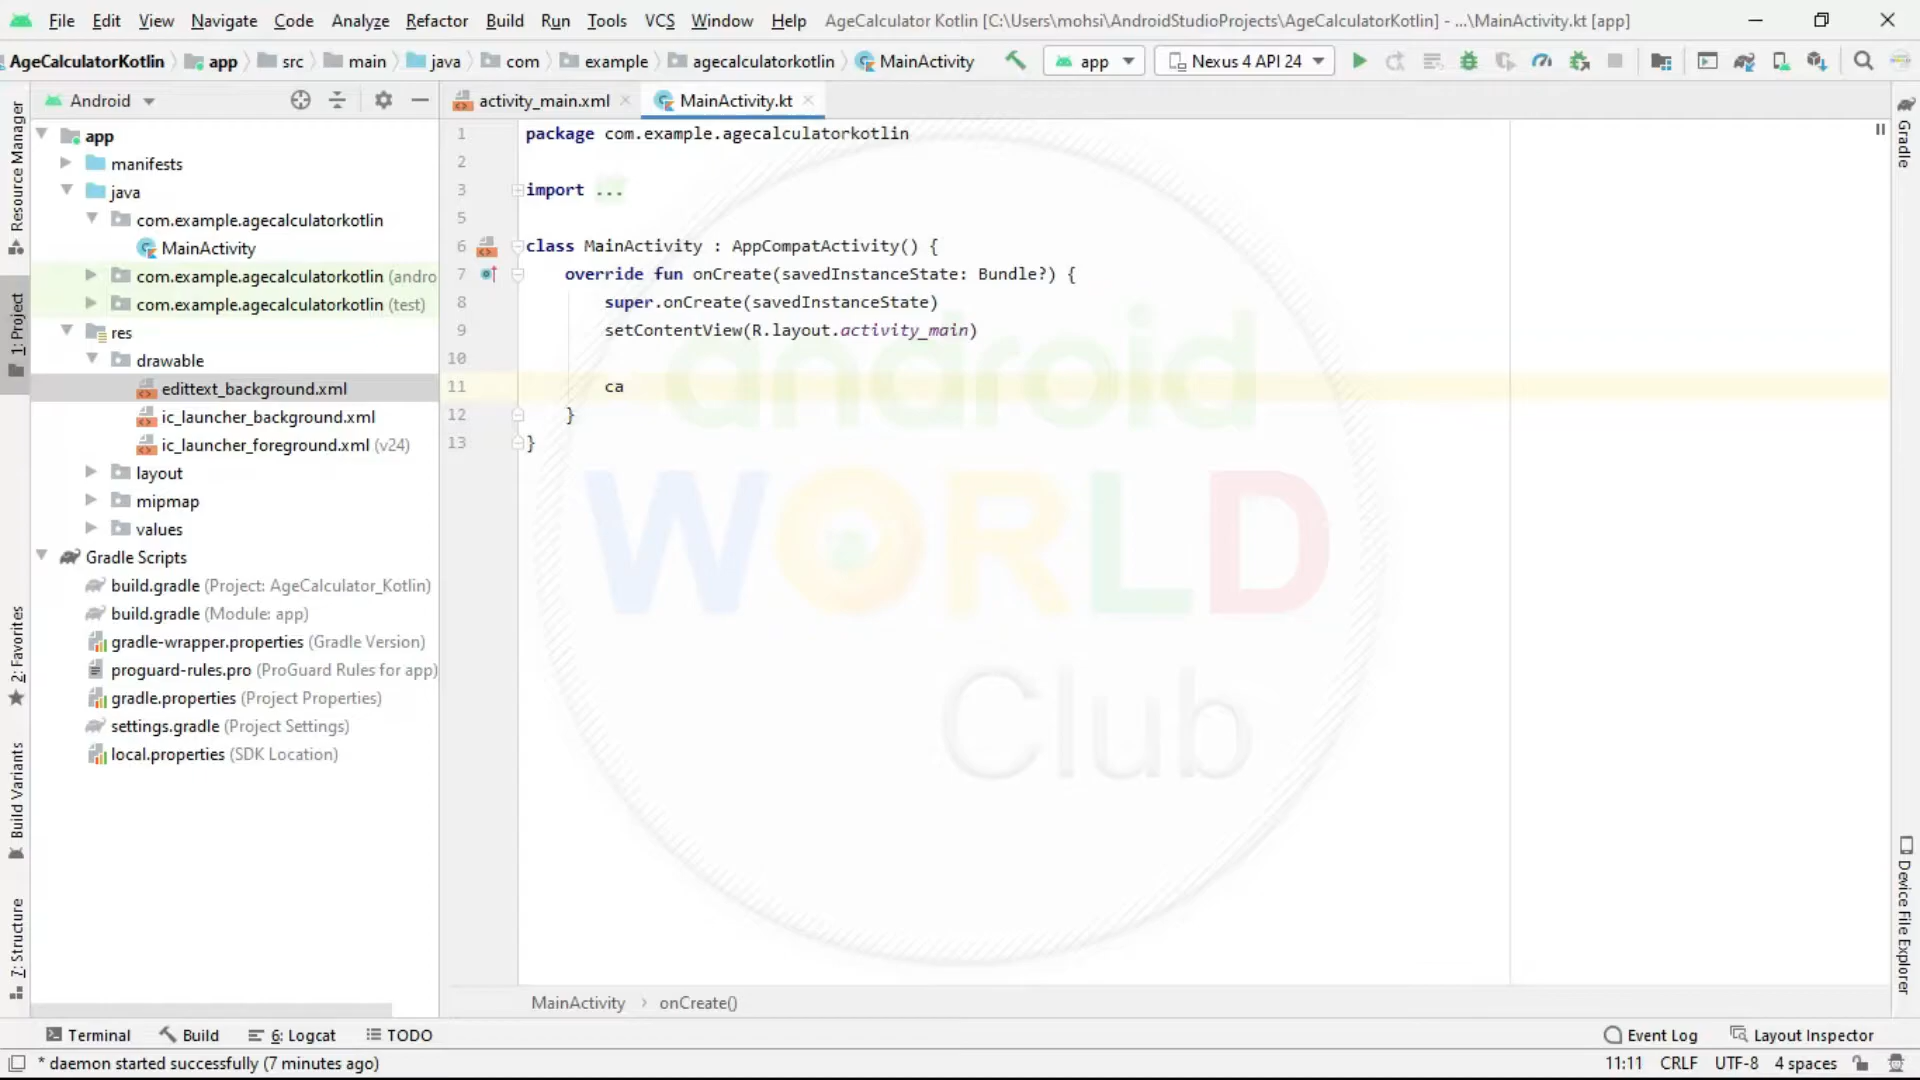 File Edit View Navigate Code Analyze Refactor Build Run Tools VCS Window Help AgeCalculator Kotlin [C:\Users\mohsi\AndroidStudioProjects\AgeCalculatorKotlin] - ...\MainActivity.kt [app]
AgeCalculatorKotlin app src main java com example agecalculatorkotlin MainActivity app Nexus 4 API 24
Android
activity_main.xml MainActivity.kt
Resource Manager
1: Project
2: Favorites
Build Variants
7: Structure
app
manifests
java
com.example.agecalculatorkotlin
MainActivity
com.example.agecalculatorkotlin (andro
com.example.agecalculatorkotlin (test)
res
drawable
edittext_background.xml
ic_launcher_background.xml
ic_launcher_foreground.xml (v24)
layout
mipmap
values
Gradle Scripts
build.gradle (Project: AgeCalculator_Kotlin)
build.gradle (Module: app)
gradle-wrapper.properties (Gradle Version)
proguard-rules.pro (ProGuard Rules for app)
gradle.properties (Project Properties)
settings.gradle (Project Settings)
local.properties (SDK Location)
1 package com.example.agecalculatorkotlin
2
3 import ...
5
6 class MainActivity : AppCompatActivity() {
7 override fun onCreate(savedInstanceState: Bundle?) {
8 super.onCreate(savedInstanceState)
9 setContentView(R.layout.activity_main)
10
11 ca
12 }
13 }
android
WORLD
Club
Gradle
Device File Explorer
MainActivity › onCreate()
Terminal Build 6: Logcat TODO Event Log Layout Inspector
* daemon started successfully (7 minutes ago) 11:11 CRLF UTF-8 4 spaces